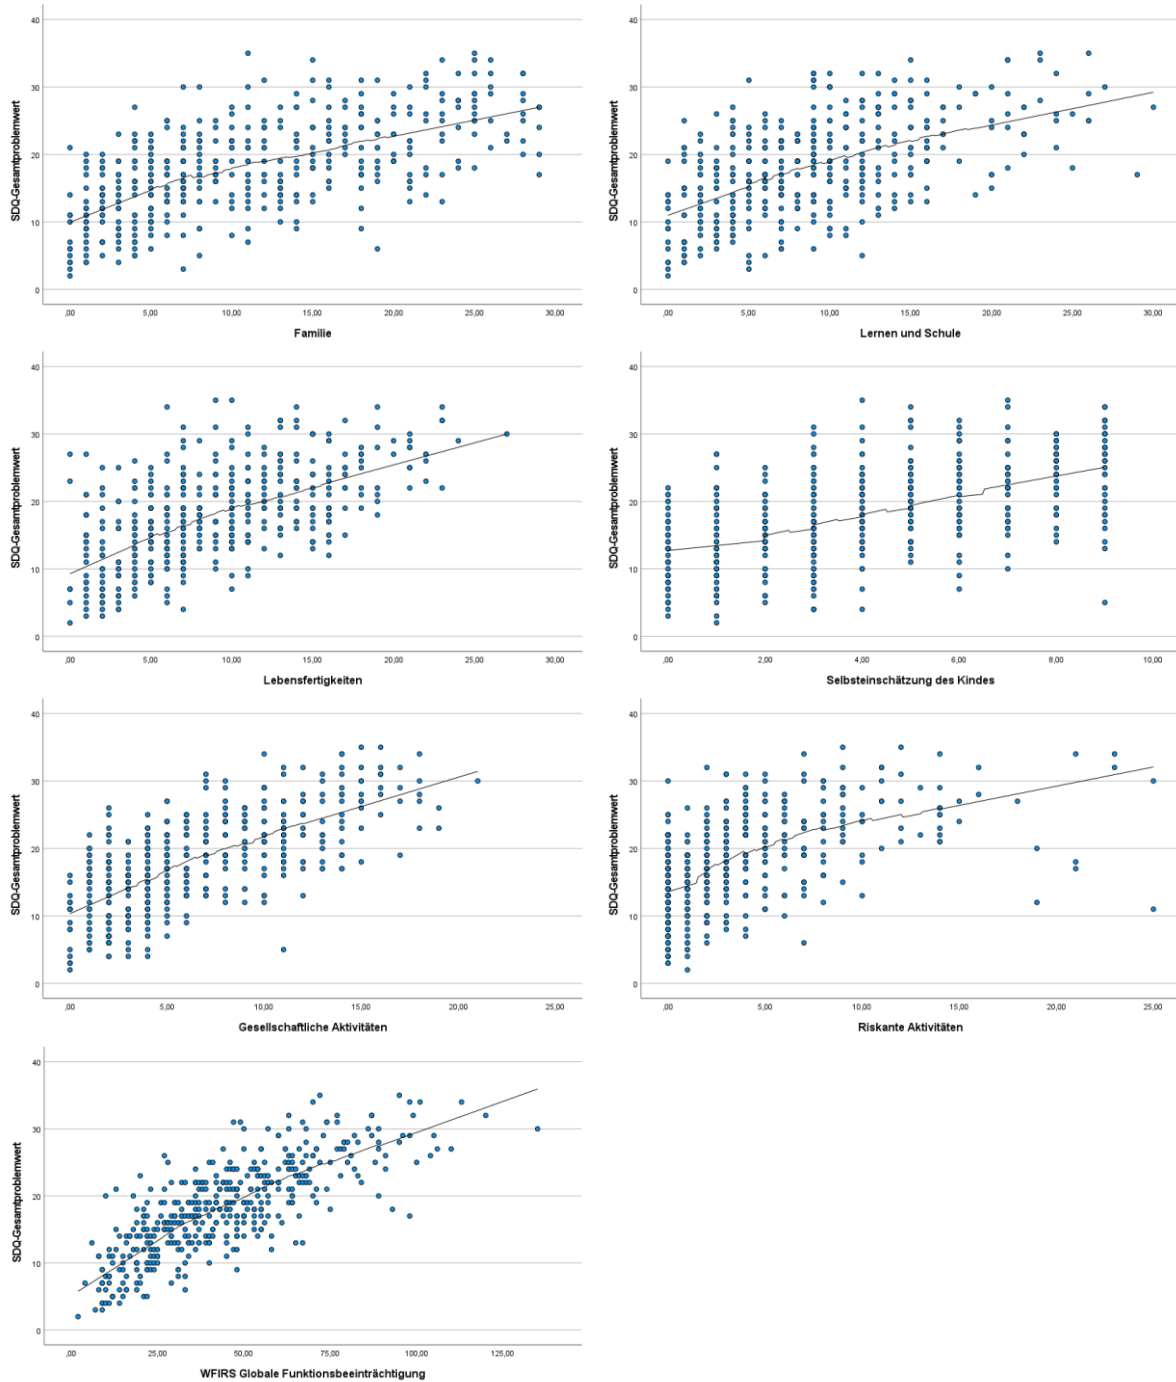 40
30
20
10
0
SDQ-Gesamtproblemwert
,00 5,00 10,00 15,00 20,00 25,00 30,00
Familie
40
30
20
10
0
SDQ-Gesamtproblemwert
,00 5,00 10,00 15,00 20,00 25,00 30,00
Lernen und Schule
40
30
20
10
0
SDQ-Gesamtproblemwert
,00 5,00 10,00 15,00 20,00 25,00 30,00
Lebensfertigkeiten
40
30
20
10
0
SDQ-Gesamtproblemwert
,00 2,00 4,00 6,00 8,00 10,00
Selbsteinschätzung des Kindes
40
30
20
10
0
SDQ-Gesamtproblemwert
,00 5,00 10,00 15,00 20,00 25,00
Gesellschaftliche Aktivitäten
40
30
20
10
0
SDQ-Gesamtproblemwert
,00 5,00 10,00 15,00 20,00 25,00
Riskante Aktivitäten
40
30
20
10
0
SDQ-Gesamtproblemwert
,00 25,00 50,00 75,00 100,00 125,00
WFIRS Globale Funktionsbeeinträchtigung